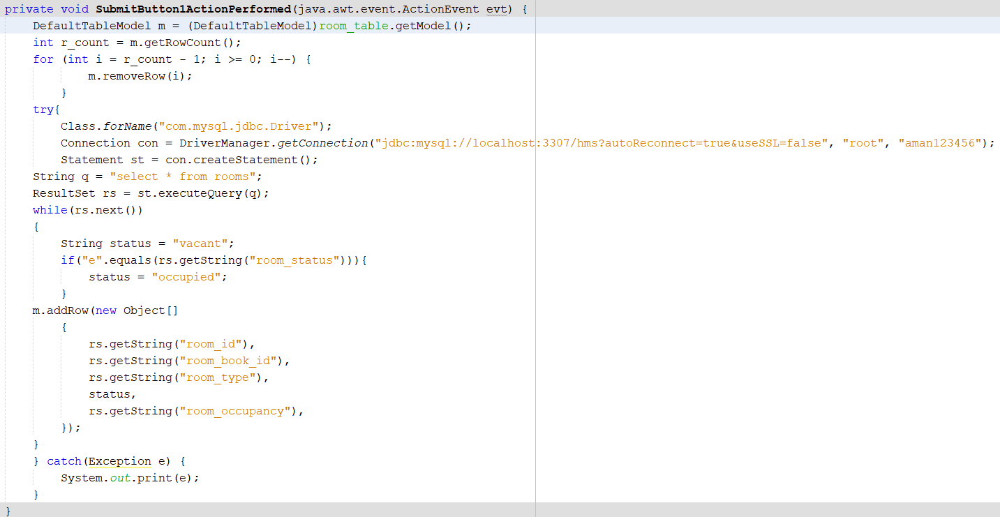 private void SubmitButton1ActionPerformed(java.awt.event.ActionEvent evt) {
    DefaultTableModel m = (DefaultTableModel)room_table.getModel();
    int r_count = m.getRowCount();
    for (int i = r_count - 1; i >= 0; i--) {
            m.removeRow(i);
        }
    try{
        Class.forName("com.mysql.jdbc.Driver");
        Connection con = DriverManager.getConnection("jdbc:mysql://localhost:3307/hms?autoReconnect=true&useSSL=false", "root", "aman123456");
        Statement st = con.createStatement();
    String q = "select * from rooms";
    ResultSet rs = st.executeQuery(q);
    while(rs.next())
    {
        String status = "vacant";
        if("e".equals(rs.getString("room_status"))){
            status = "occupied";
        }
    m.addRow(new Object[]
        {
            rs.getString("room_id"),
            rs.getString("room_book_id"),
            rs.getString("room_type"),
            status,
            rs.getString("room_occupancy"),
        });
    }
    } catch(Exception e) {
        System.out.print(e);
    }
}